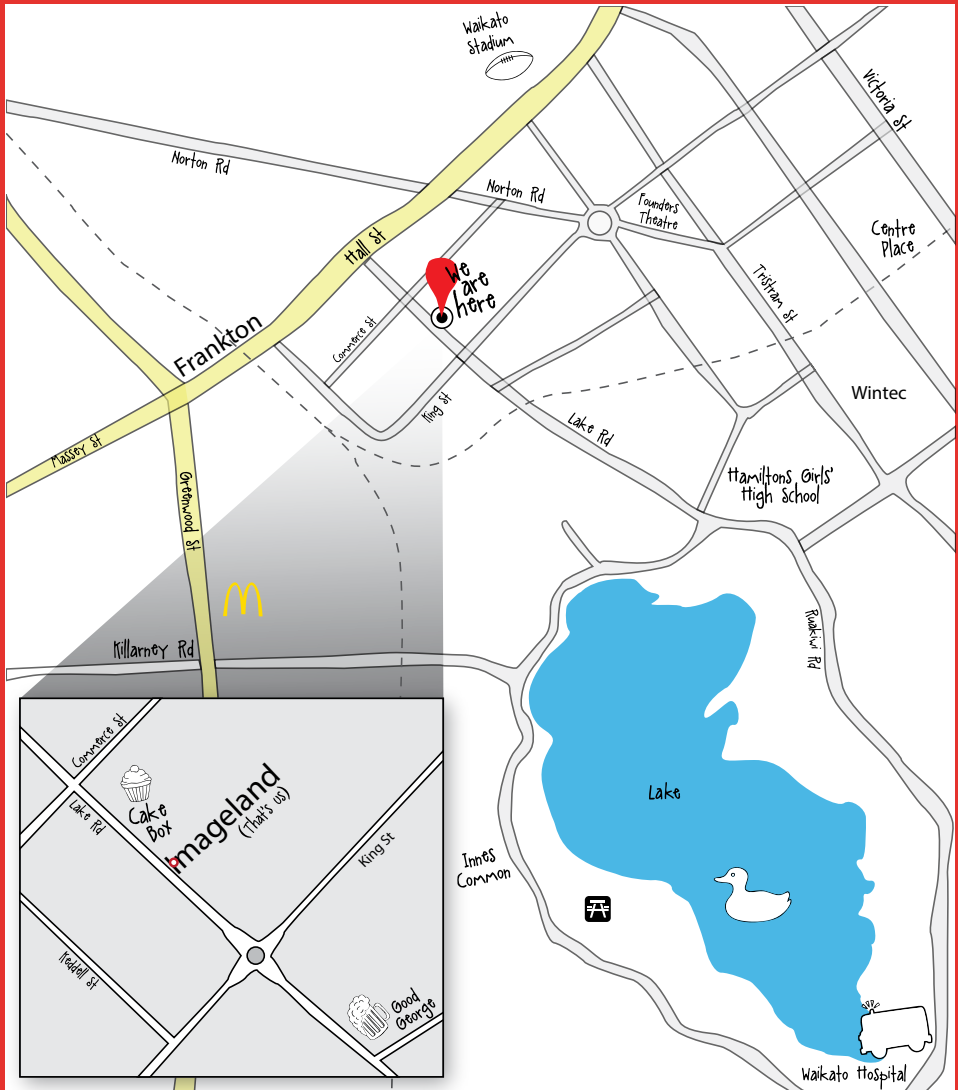 Waikato
Stadium
Victoria St
Norton Rd
Norton Rd
Founders
Theatre
Centre
Place
Hall St
We
are
here
Tristram St
Commerce St
Frankton
Wintec
King St
Lake Rd
Massey St
Greenwood St
Hamiltons Girls'
High School
Killarney Rd
Ruakiwi Rd
Commerce St
Cake
Box
Lake Rd
Imageland
(That's us)
King St
Keddell St
Good
George
Lake
Innes
Common
Waikato Hospital